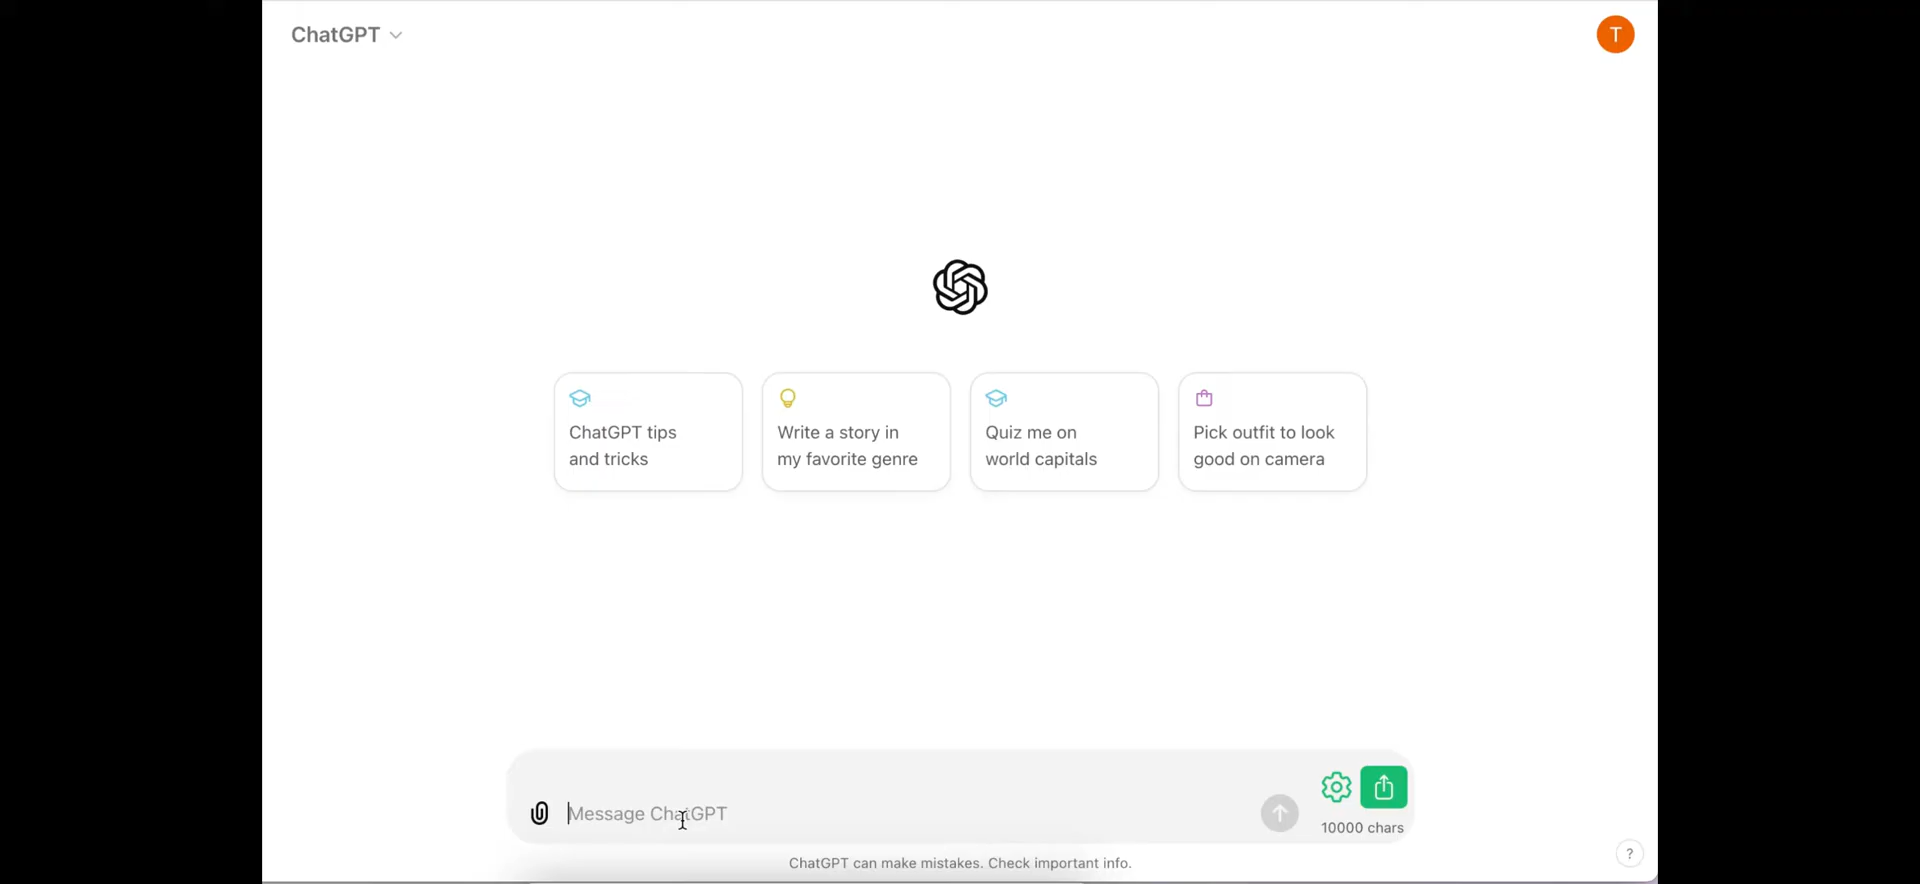 ChatGPT
T
ChatGPT tips
and tricks
Write a story in
my favorite genre
Quiz me on
world capitals
Pick outfit to look
good on camera
Message ChatGPT
10000 chars
ChatGPT can make mistakes. Check important info.
?